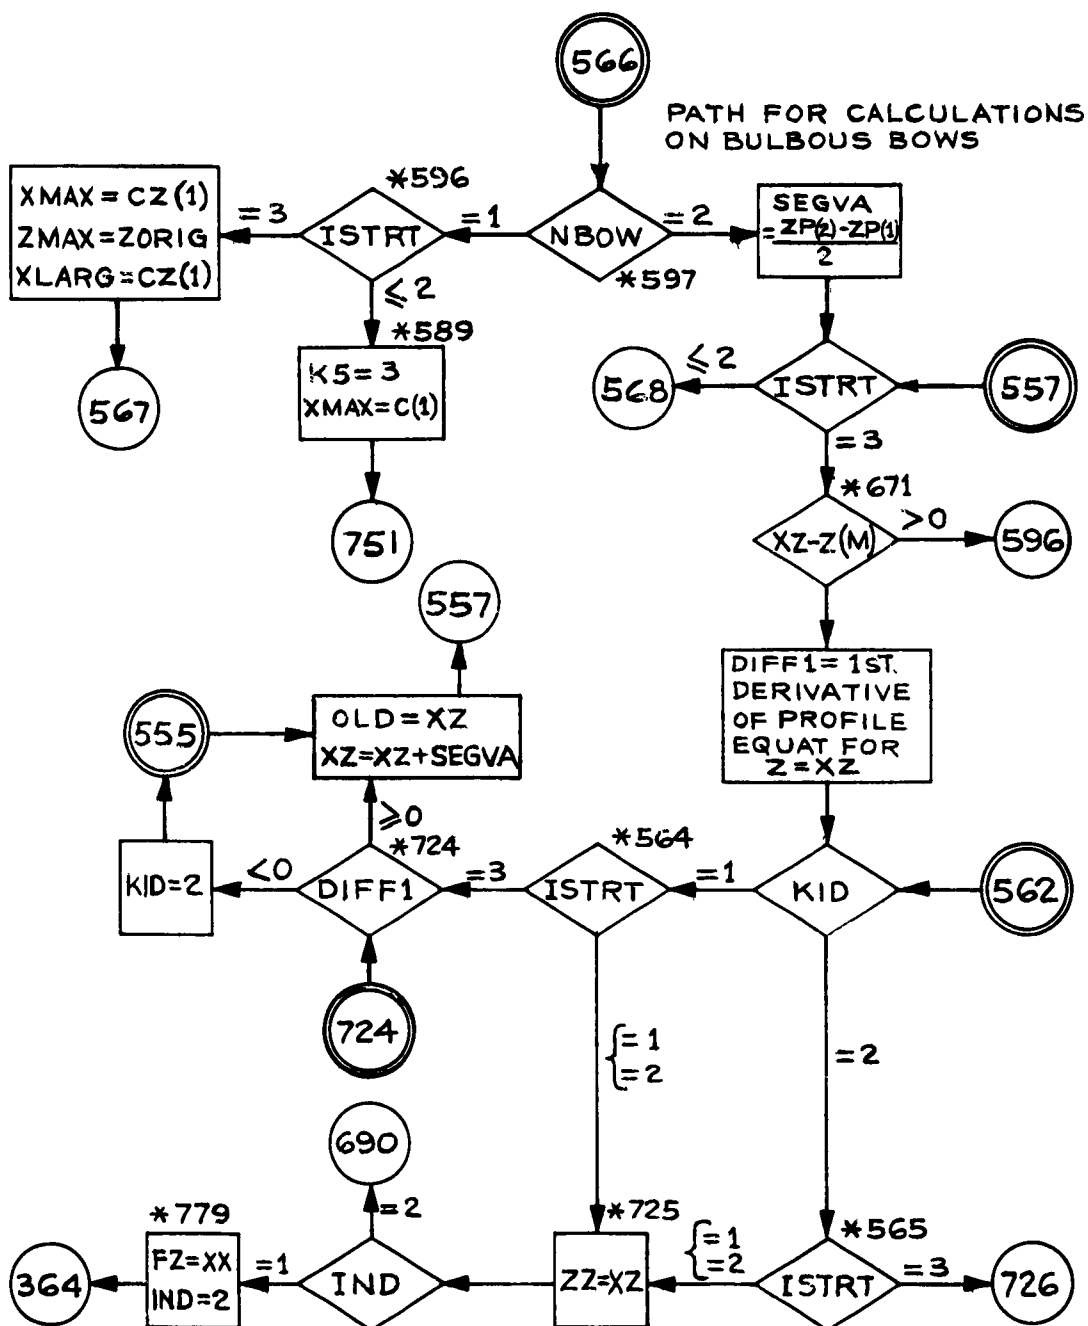 566
PATH FOR CALCULATIONS
ON BULBOUS BOWS
*596
XMAX=CZ(1)
ZMAX=ZORIG
XLARG=CZ(1)
=3
ISTRT
=1
NBOW
=2
*597
SEGVA
=ZP(2)-ZP(1)
2
≤2
*589
K5=3
XMAX=C(1)
567
751
568
≤2
ISTRT
557
=3
*671
XZ-Z(M)
>0
596
557
DIFF1=1ST.
DERIVATIVE
OF PROFILE
EQUAT FOR
Z=XZ
555
OLD=XZ
XZ=XZ+SEGVA
≥0
*724
*564
KID=2
<0
DIFF1
=3
ISTRT
=1
KID
562
724
=1
=2
=2
690
=2
*779
*725
*565
364
FZ=XX
IND=2
=1
IND
ZZ=XZ
=1
=2
ISTRT
=3
726